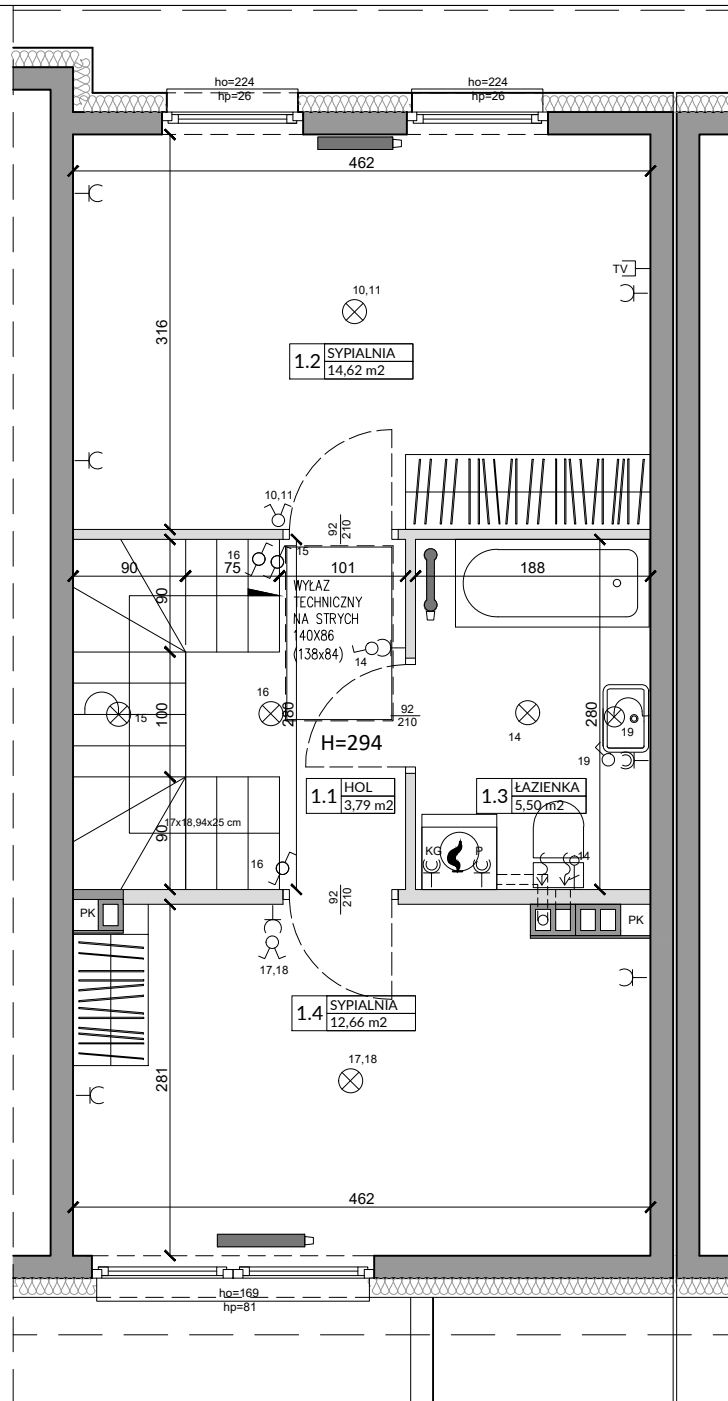 ho=224
hp=26
ho=224
hp=26
462
TV
10,11
316
1.2
SYPIALNIA
14,62 m2
10,11
92
210
16
15
90
75
101
188
90
WYŁAZ
TECHNICZNY
NA STRYCH
140X86
(138x84)
14
16
15
100
280
92
210
14
280
19
19
H=294
1.1
HOL
3,79 m2
1.3
ŁAZIENKA
5,50 m2
17x18,94x25 cm
90
16
KG
P
14
92
210
PK
PK
17,18
1.4
SYPIALNIA
12,66 m2
17,18
281
462
ho=169
hp=81